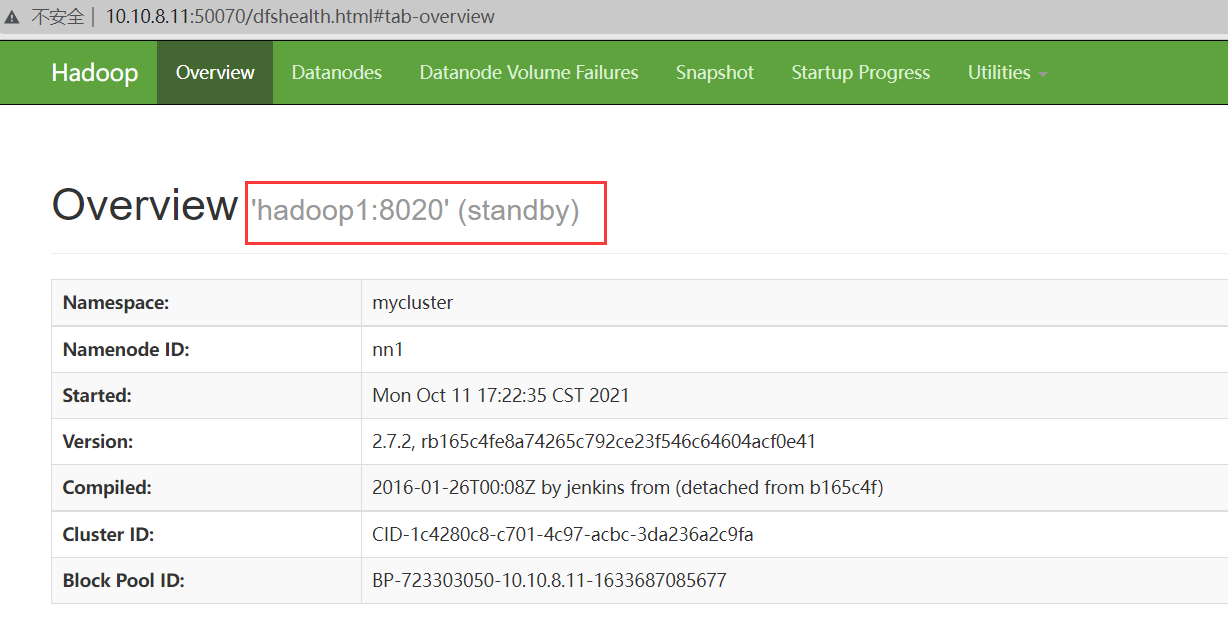 不安全 | 10.10.8.11:50070/dfshealth.html#tab-overview
Hadoop Overview Datanodes Datanode Volume Failures Snapshot Startup Progress Utilities
Overview 'hadoop1:8020' (standby)
Namespace: mycluster
Namenode ID: nn1
Started: Mon Oct 11 17:22:35 CST 2021
Version: 2.7.2, rb165c4fe8a74265c792ce23f546c64604acf0e41
Compiled: 2016-01-26T00:08Z by jenkins from (detached from b165c4f)
Cluster ID: CID-1c4280c8-c701-4c97-acbc-3da236a2c9fa
Block Pool ID: BP-723303050-10.10.8.11-1633687085677